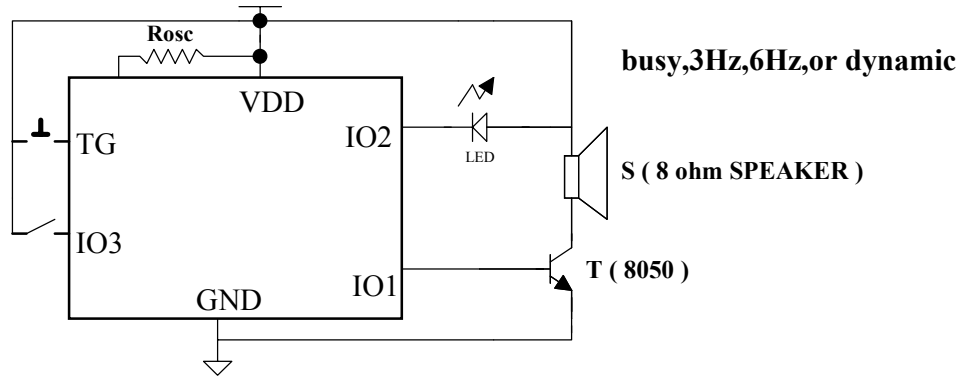 Rosc
busy,3Hz,6Hz,or dynamic
VDD
TG
IO2
LED
S ( 8 ohm SPEAKER )
IO3
IO1
T ( 8050 )
GND